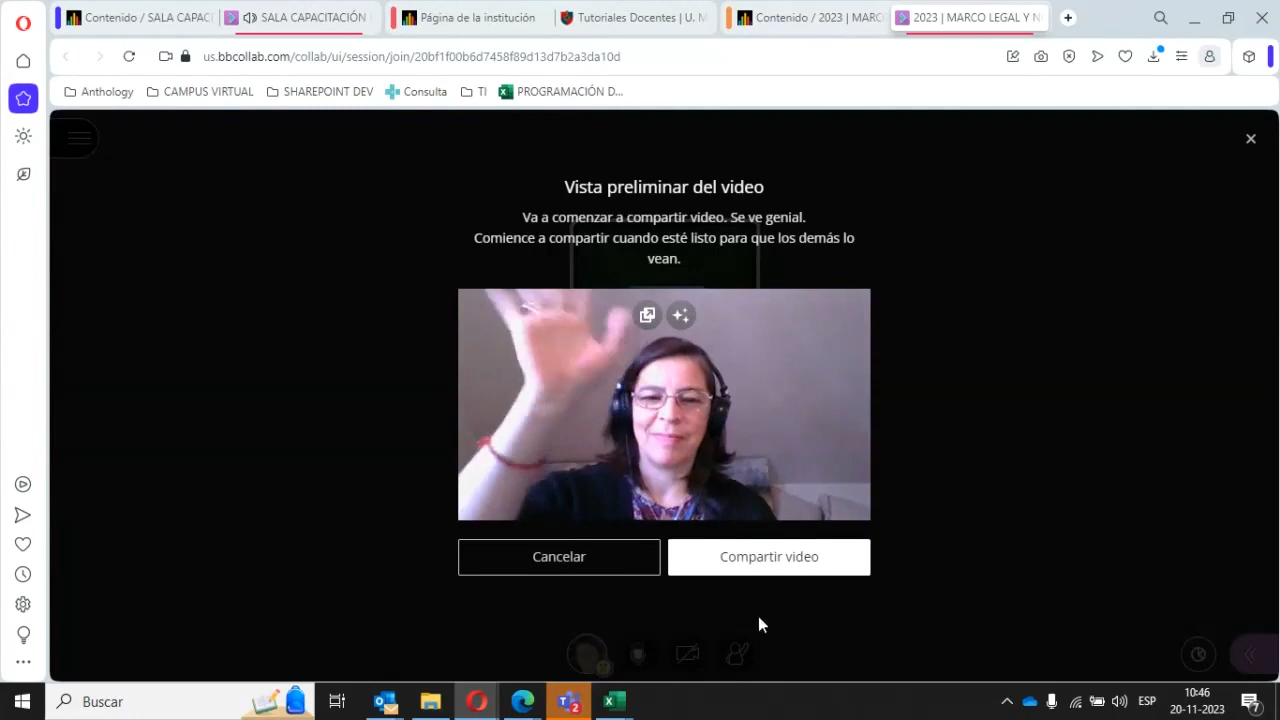 Contenido / SALA CAPAC
SALA CAPACITACIÓN
Página de la institución
Tutoriales Docentes | U. M
Contenido / 2023 | MARC
2023 | MARCO LEGAL Y N
us.bbcollab.com/collab/ui/session/join/20bf1f00b6d7458f89d13d7b2a3da10d
Anthology
CAMPUS VIRTUAL
SHAREPOINT DEV
Consulta
TI
PROGRAMACIÓN D...
Vista preliminar del video
Va a comenzar a compartir video. Se ve genial.
Comience a compartir cuando esté listo para que los demás lo
vean.
Cancelar
Compartir video
Buscar
2
ESP
10:46
20-11-2023
7